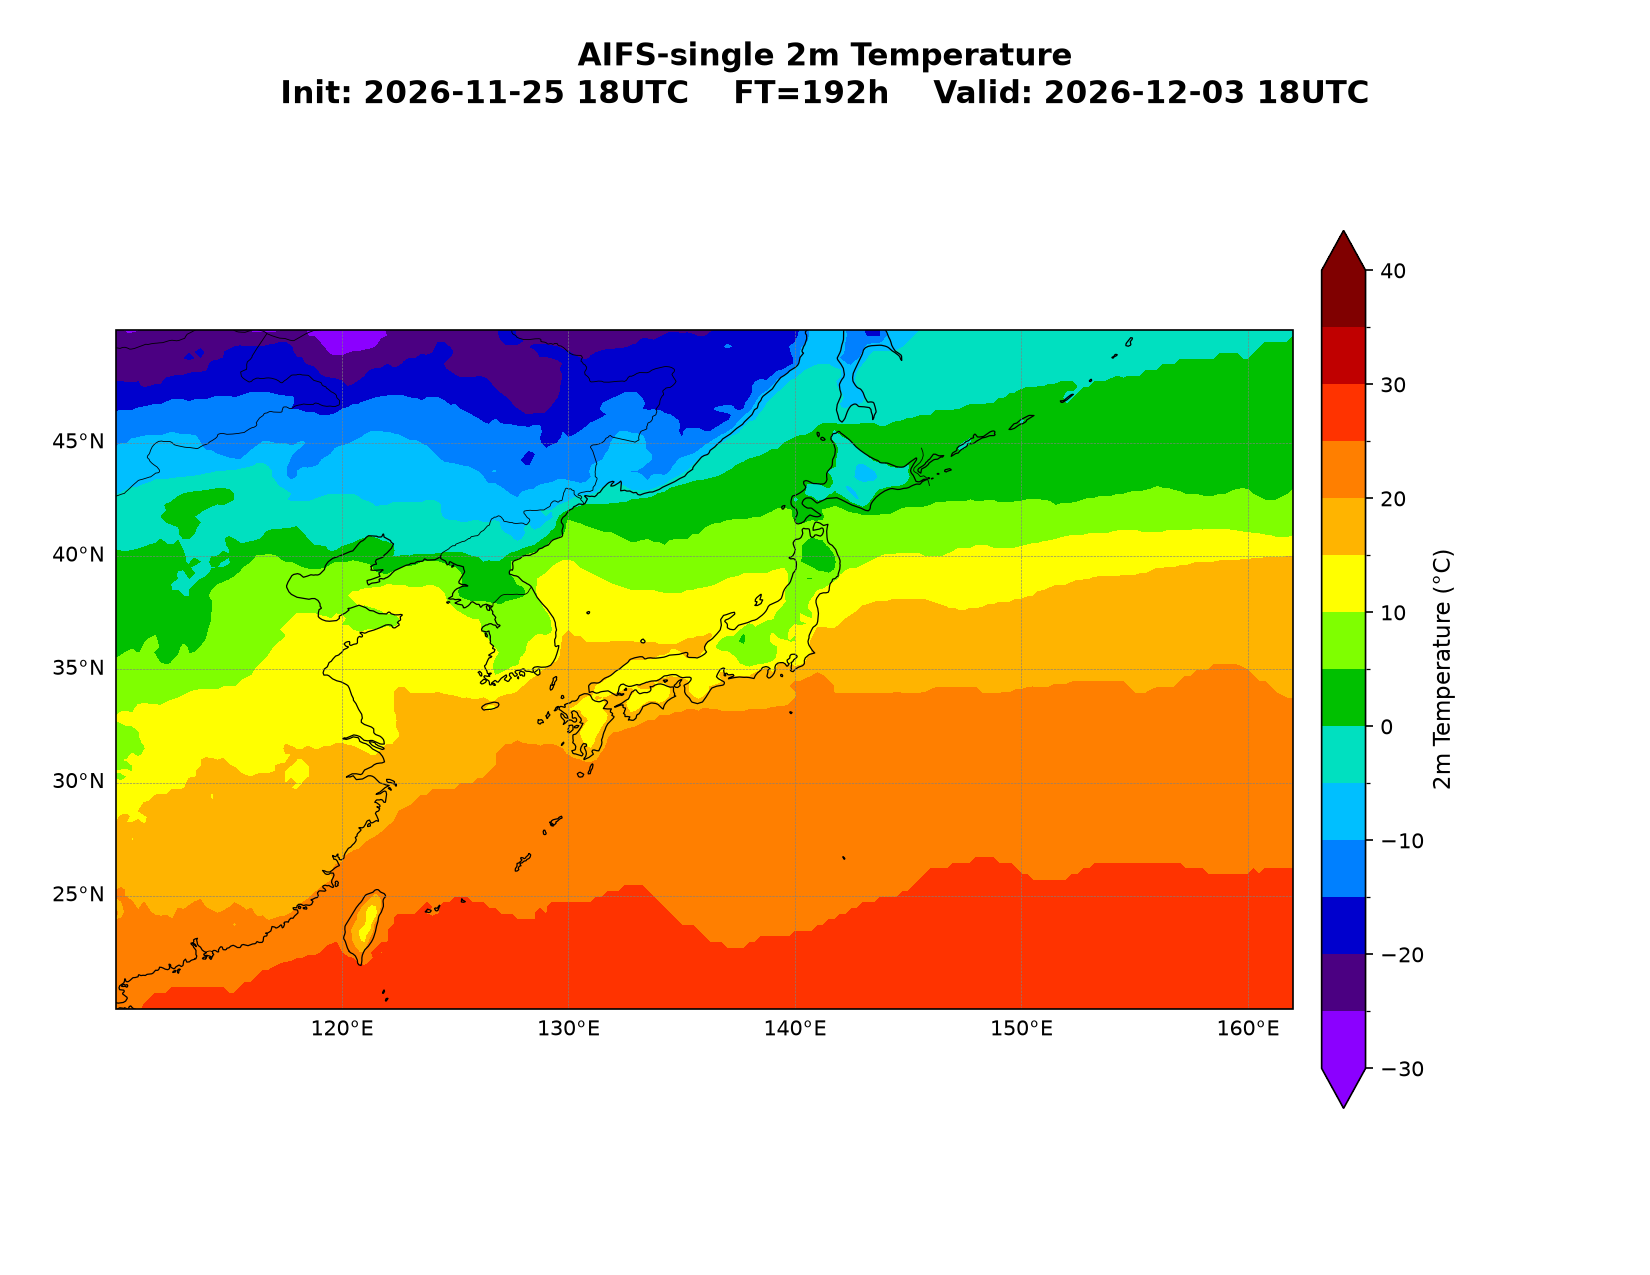 AIFS-single 2m Temperature
Init: 2026-11-25 18UTC    FT=192h    Valid: 2026-12-03 18UTC
45°N
40°N
35°N
30°N
25°N
120°E
130°E
140°E
150°E
160°E
40
30
20
10
0
−10
−20
−30
2m Temperature (°C)